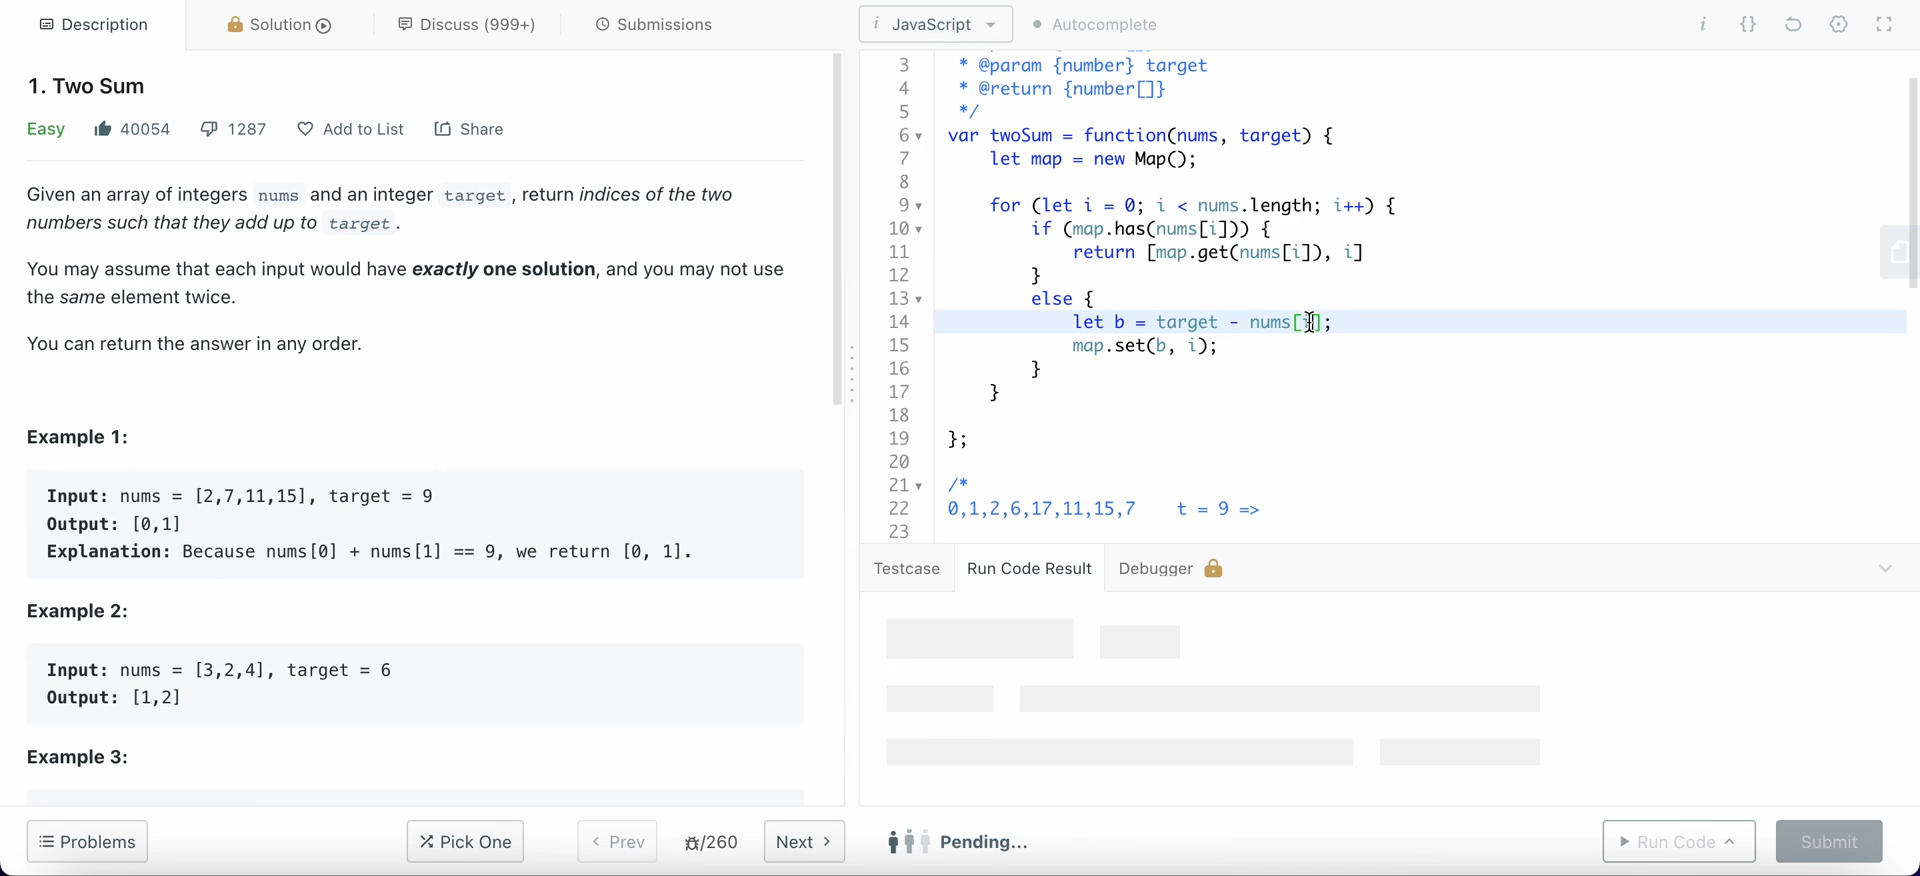 Description
Solution
Discuss (999+)
Submissions
1. Two Sum
Easy 40054 1287 Add to List Share
Given an array of integers nums and an integer target, return indices of the two
numbers such that they add up to target.
You may assume that each input would have exactly one solution, and you may not use
the same element twice.
You can return the answer in any order.
Example 1:
Input: nums = [2,7,11,15], target = 9
Output: [0,1]
Explanation: Because nums[0] + nums[1] == 9, we return [0, 1].
Example 2:
Input: nums = [3,2,4], target = 6
Output: [1,2]
Example 3:
Problems
Pick One
< Prev
/260
Next >
i JavaScript
Autocomplete
i {}
3 * @param {number} target
4 * @return {number[]}
5 */
6 var twoSum = function(nums, target) {
7 let map = new Map();
8
9 for (let i = 0; i < nums.length; i++) {
10 if (map.has(nums[i])) {
11 return [map.get(nums[i]), i]
12 }
13 else {
14 let b = target - nums[i];
15 map.set(b, i);
16 }
17 }
18
19 };
20
21 /*
22 0,1,2,6,17,11,15,7 t = 9 =>
23
Testcase
Run Code Result
Debugger
Pending...
Run Code
Submit